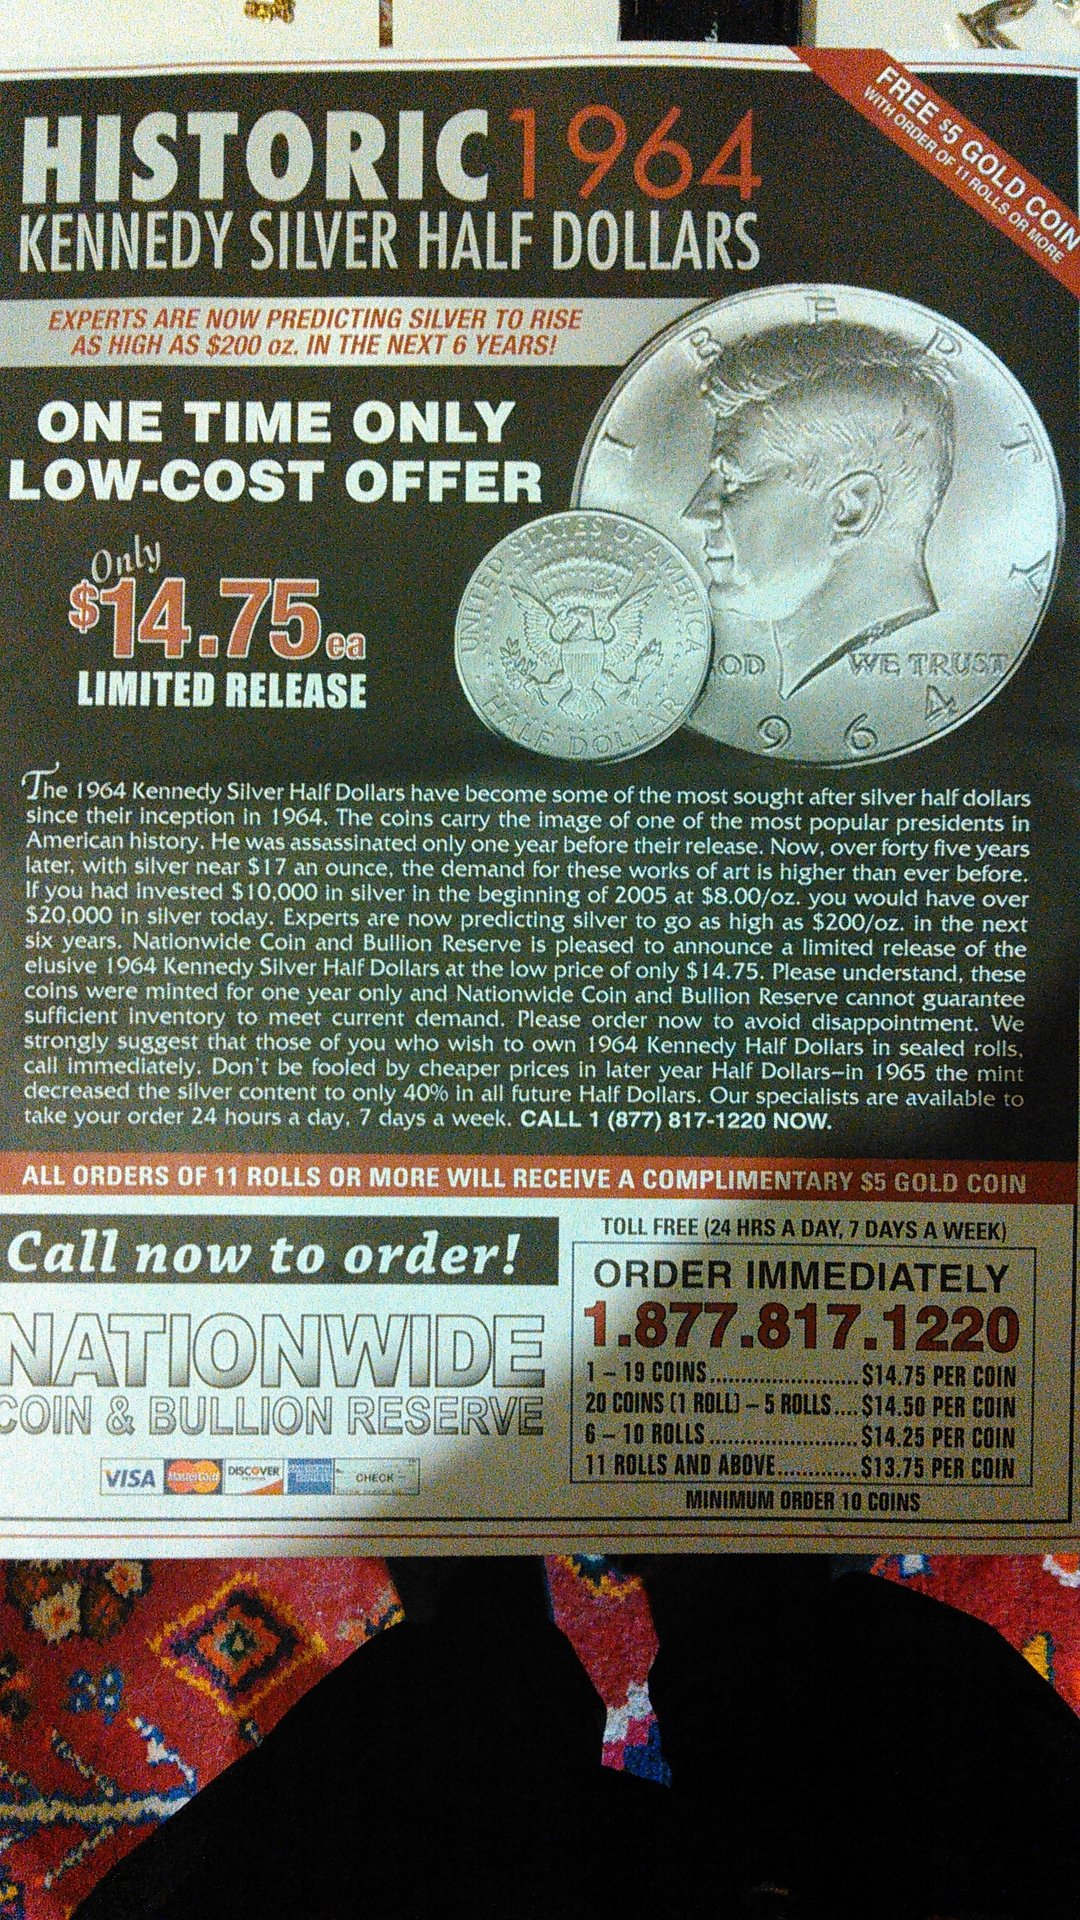 FREE $5 GOLD COIN
WITH ORDER OF 11 ROLLS OR MORE
HISTORIC 1964
KENNEDY SILVER HALF DOLLARS
EXPERTS ARE NOW PREDICTING SILVER TO RISE
AS HIGH AS $200 oz. IN THE NEXT 6 YEARS!
ONE TIME ONLY
LOW-COST OFFER
Only
$14.75 ea
LIMITED RELEASE
LIBERTY
OD WE TRUST
964
UNITED STATES OF AMERICA
HALF DOLLAR
The 1964 Kennedy Silver Half Dollars have become some of the most sought after silver half dollars
since their inception in 1964. The coins carry the image of one of the most popular presidents in
American history. He was assassinated only one year before their release. Now, over forty five years
later, with silver near $17 an ounce, the demand for these works of art is higher than ever before.
If you had invested $10,000 in silver in the beginning of 2005 at $8.00/oz. you would have over
$20,000 in silver today. Experts are now predicting silver to go as high as $200/oz. in the next
six years. Nationwide Coin and Bullion Reserve is pleased to announce a limited release of the
elusive 1964 Kennedy Silver Half Dollars at the low price of only $14.75. Please understand, these
coins were minted for one year only and Nationwide Coin and Bullion Reserve cannot guarantee
sufficient inventory to meet current demand. Please order now to avoid disappointment. We
strongly suggest that those of you who wish to own 1964 Kennedy Half Dollars in sealed rolls,
call immediately. Don't be fooled by cheaper prices in later year Half Dollars—in 1965 the mint
decreased the silver content to only 40% in all future Half Dollars. Our specialists are available to
take your order 24 hours a day, 7 days a week. CALL 1 (877) 817-1220 NOW.
ALL ORDERS OF 11 ROLLS OR MORE WILL RECEIVE A COMPLIMENTARY $5 GOLD COIN
Call now to order!
NATIONWIDE
COIN & BULLION RESERVE
VISA MasterCard DISCOVER AMERICAN EXPRESS CHECK
TOLL FREE (24 HRS A DAY, 7 DAYS A WEEK)
ORDER IMMEDIATELY
1.877.817.1220
1 – 19 COINS..........................$14.75 PER COIN
20 COINS (1 ROLL) – 5 ROLLS....$14.50 PER COIN
6 – 10 ROLLS..........................$14.25 PER COIN
11 ROLLS AND ABOVE..............$13.75 PER COIN
MINIMUM ORDER 10 COINS